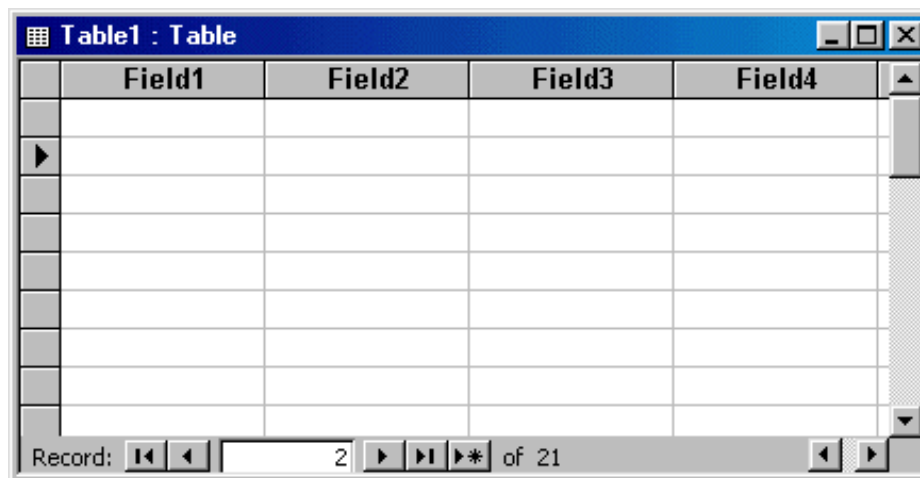 Table1 : Table
Field1 Field2 Field3 Field4
Record: 2 of 21